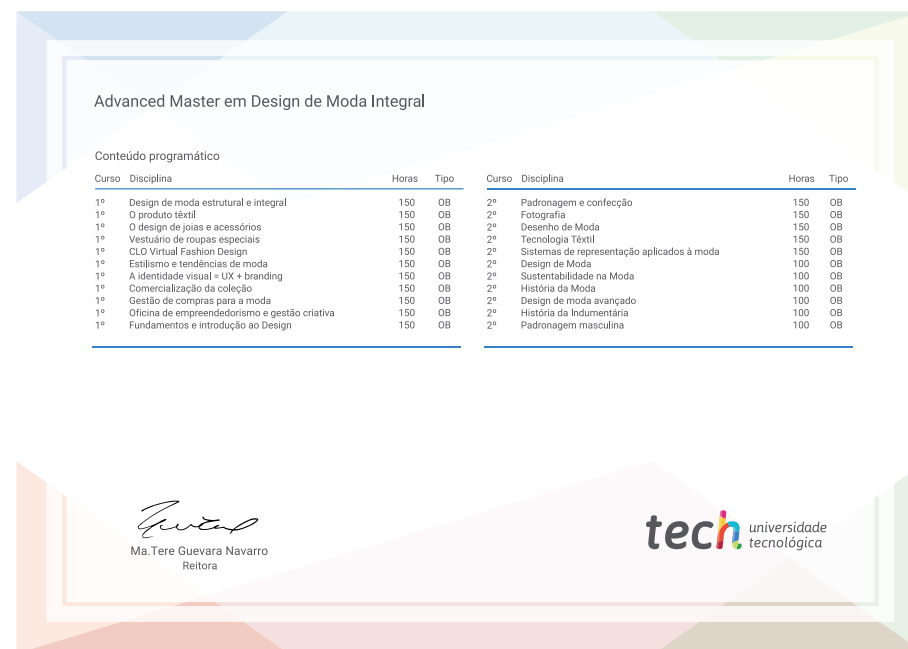 Advanced Master em Design de Moda Integral
Conteúdo programático
Curso Disciplina Horas Tipo
1º Design de moda estrutural e integral 150 OB
1º O produto têxtil 150 OB
1º O design de joias e acessórios 150 OB
1º Vestuário de roupas especiais 150 OB
1º CLO Virtual Fashion Design 150 OB
1º Estilismo e tendências de moda 150 OB
1º A identidade visual = UX + branding 150 OB
1º Comercialização da coleção 150 OB
1º Gestão de compras para a moda 150 OB
1º Oficina de empreendedorismo e gestão criativa 150 OB
1º Fundamentos e introdução ao Design 150 OB
Curso Disciplina Horas Tipo
2º Padronagem e confecção 150 OB
2º Fotografia 150 OB
2º Desenho de Moda 150 OB
2º Tecnologia Têxtil 150 OB
2º Sistemas de representação aplicados à moda 150 OB
2º Design de Moda 100 OB
2º Sustentabilidade na Moda 100 OB
2º História da Moda 100 OB
2º Design de moda avançado 100 OB
2º História da Indumentária 100 OB
2º Padronagem masculina 100 OB
Ma.Tere Guevara Navarro
Reitora
tech universidade
tecnológica